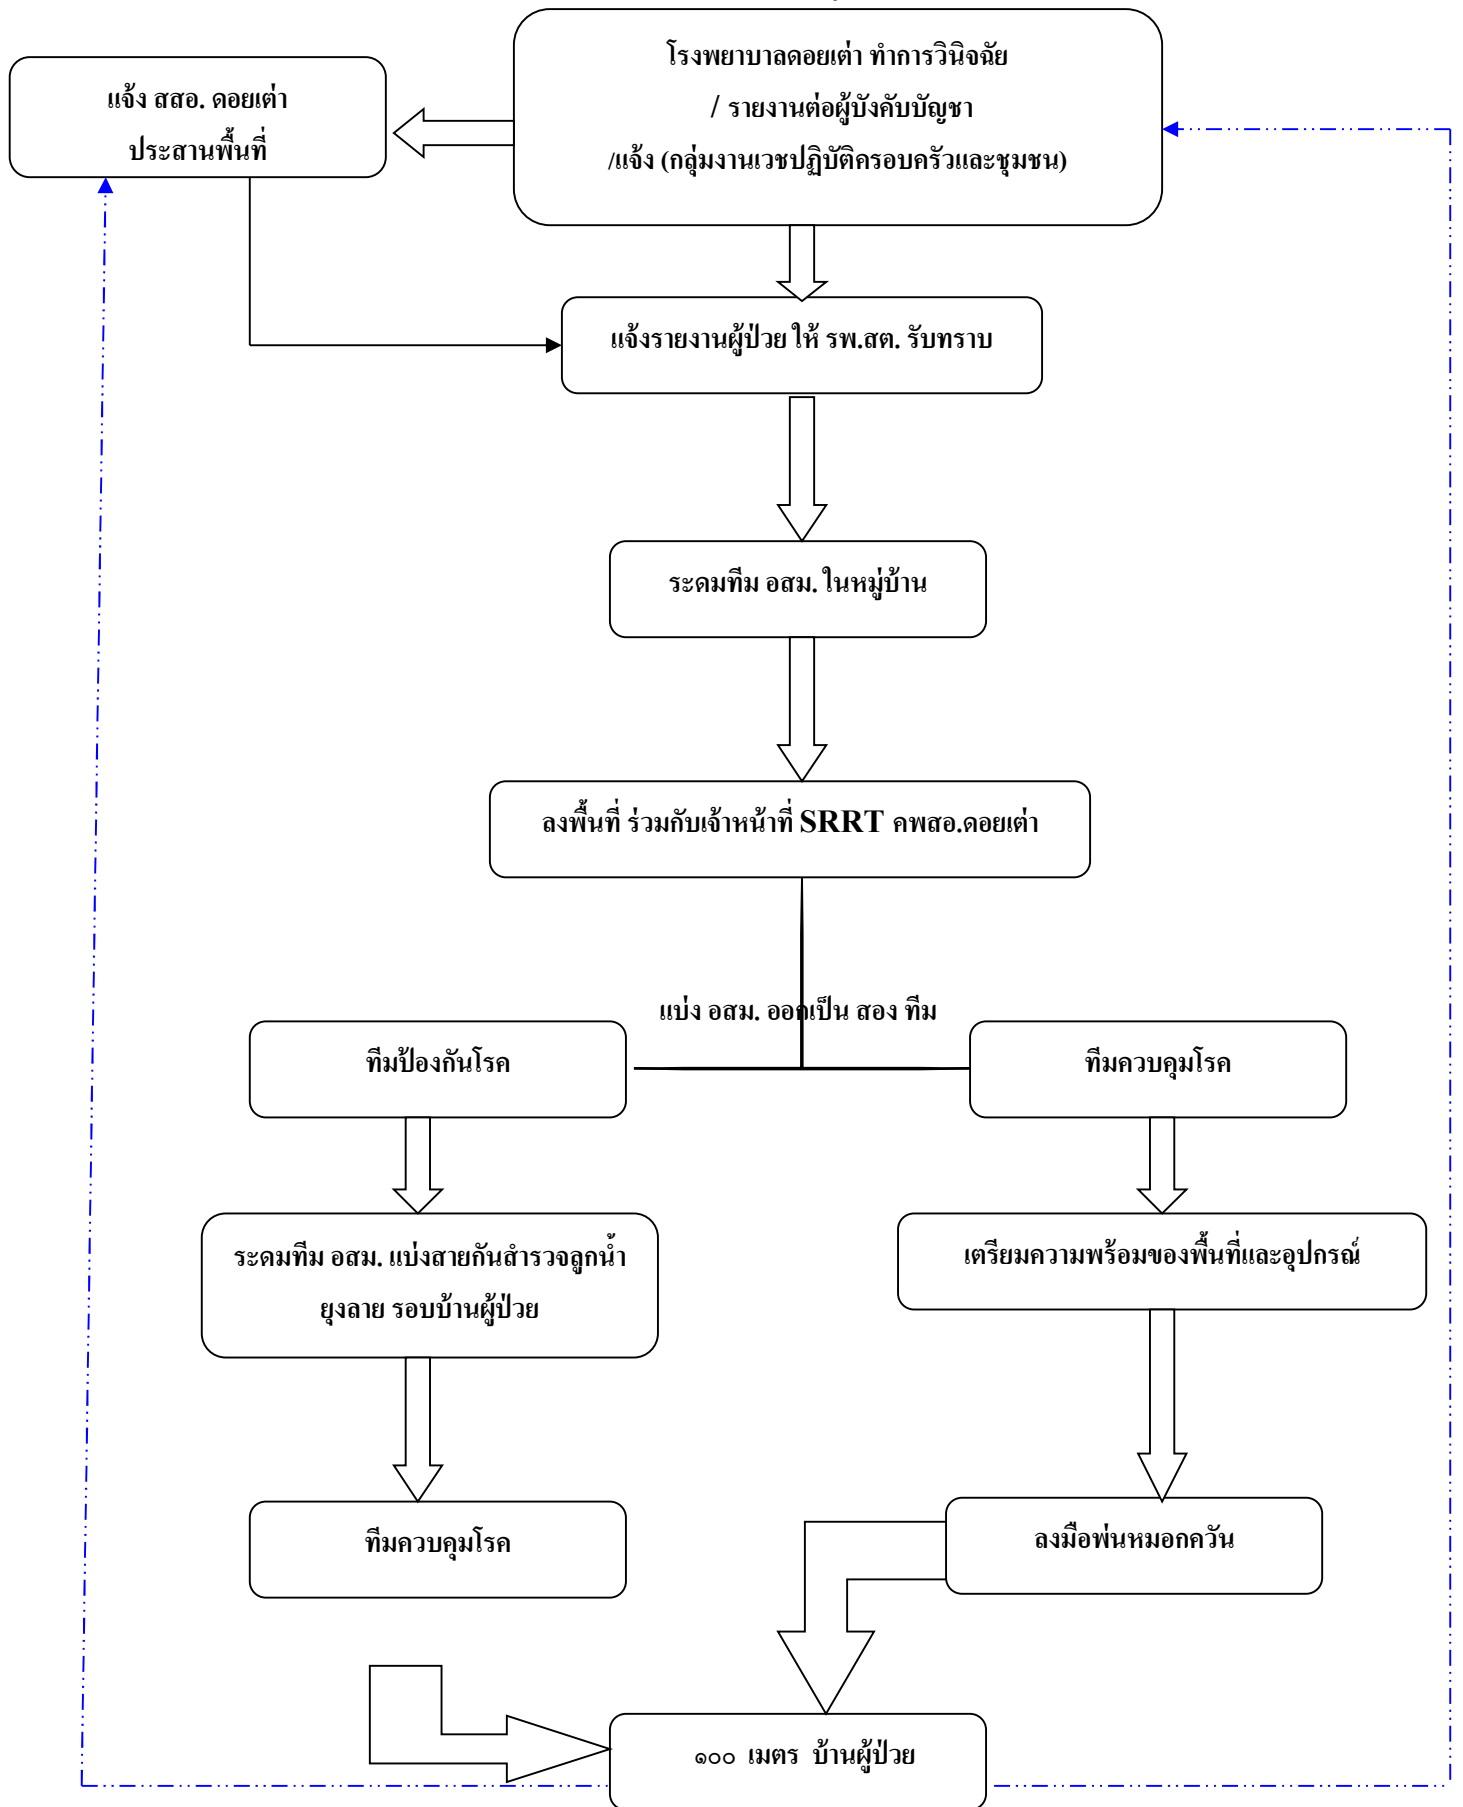 โรงพยาบาลดอยเต่า ทำการวินิจฉัย
/ รายงานต่อผู้บังคับบัญชา
/แจ้ง (กลุ่มงานเวชปฏิบัติครอบครัวและชุมชน)
แจ้ง สสอ. ดอยเต่า
ประสานพื้นที่
แจ้งรายงานผู้ป่วย ให้ รพ.สต. รับทราบ
ระดมทีม อสม. ในหมู่บ้าน
ลงพื้นที่ ร่วมกับเจ้าหน้าที่ SRRT คพสอ.ดอยเต่า
แบ่ง อสม. ออกเป็น สอง ทีม
ทีมป้องกันโรค
ทีมควบคุมโรค
ระดมทีม อสม. แบ่งสายกันสำรวจลูกน้ำ
ยุงลาย รอบบ้านผู้ป่วย
เตรียมความพร้อมของพื้นที่และอุปกรณ์
ทีมควบคุมโรค
ลงมือพ่นหมอกควัน
๑๐๐ เมตร บ้านผู้ป่วย